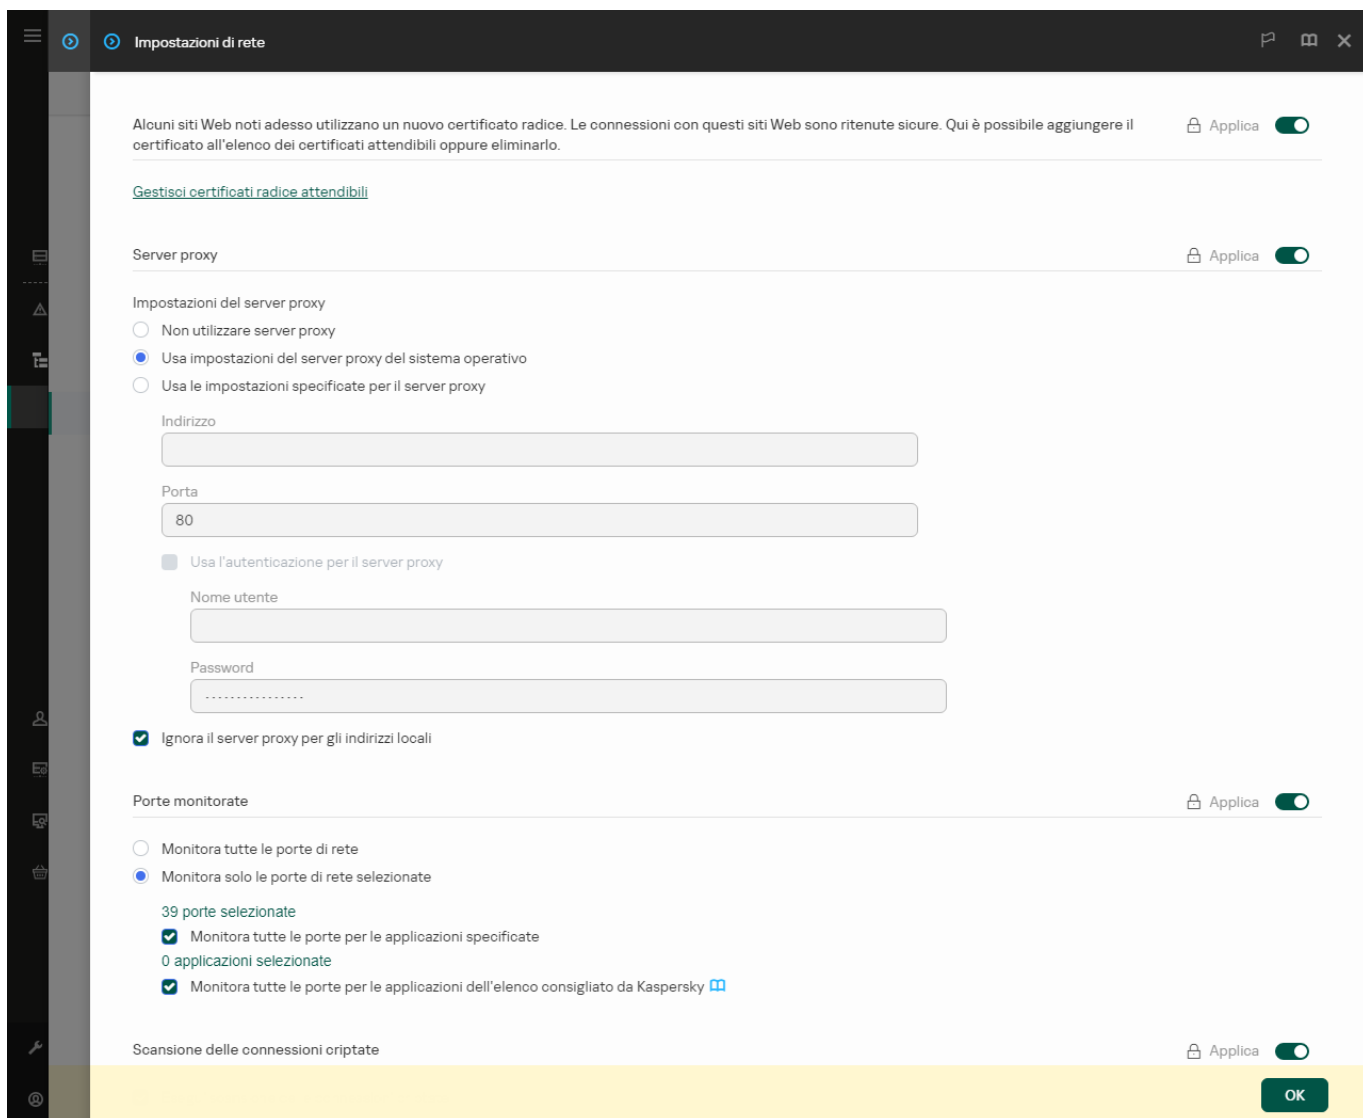 Impostazioni di rete
Alcuni siti Web noti adesso utilizzano un nuovo certificato radice. Le connessioni con questi siti Web sono ritenute sicure. Qui è possibile aggiungere il
certificato all'elenco dei certificati attendibili oppure eliminarlo.
Applica
Gestisci certificati radice attendibili
Server proxy
Applica
Impostazioni del server proxy
Non utilizzare server proxy
Usa impostazioni del server proxy del sistema operativo
Usa le impostazioni specificate per il server proxy
Indirizzo
Porta
80
Usa l'autenticazione per il server proxy
Nome utente
Password
Ignora il server proxy per gli indirizzi locali
Porte monitorate
Applica
Monitora tutte le porte di rete
Monitora solo le porte di rete selezionate
39 porte selezionate
Monitora tutte le porte per le applicazioni specificate
0 applicazioni selezionate
Monitora tutte le porte per le applicazioni dell'elenco consigliato da Kaspersky
Scansione delle connessioni criptate
Applica
OK